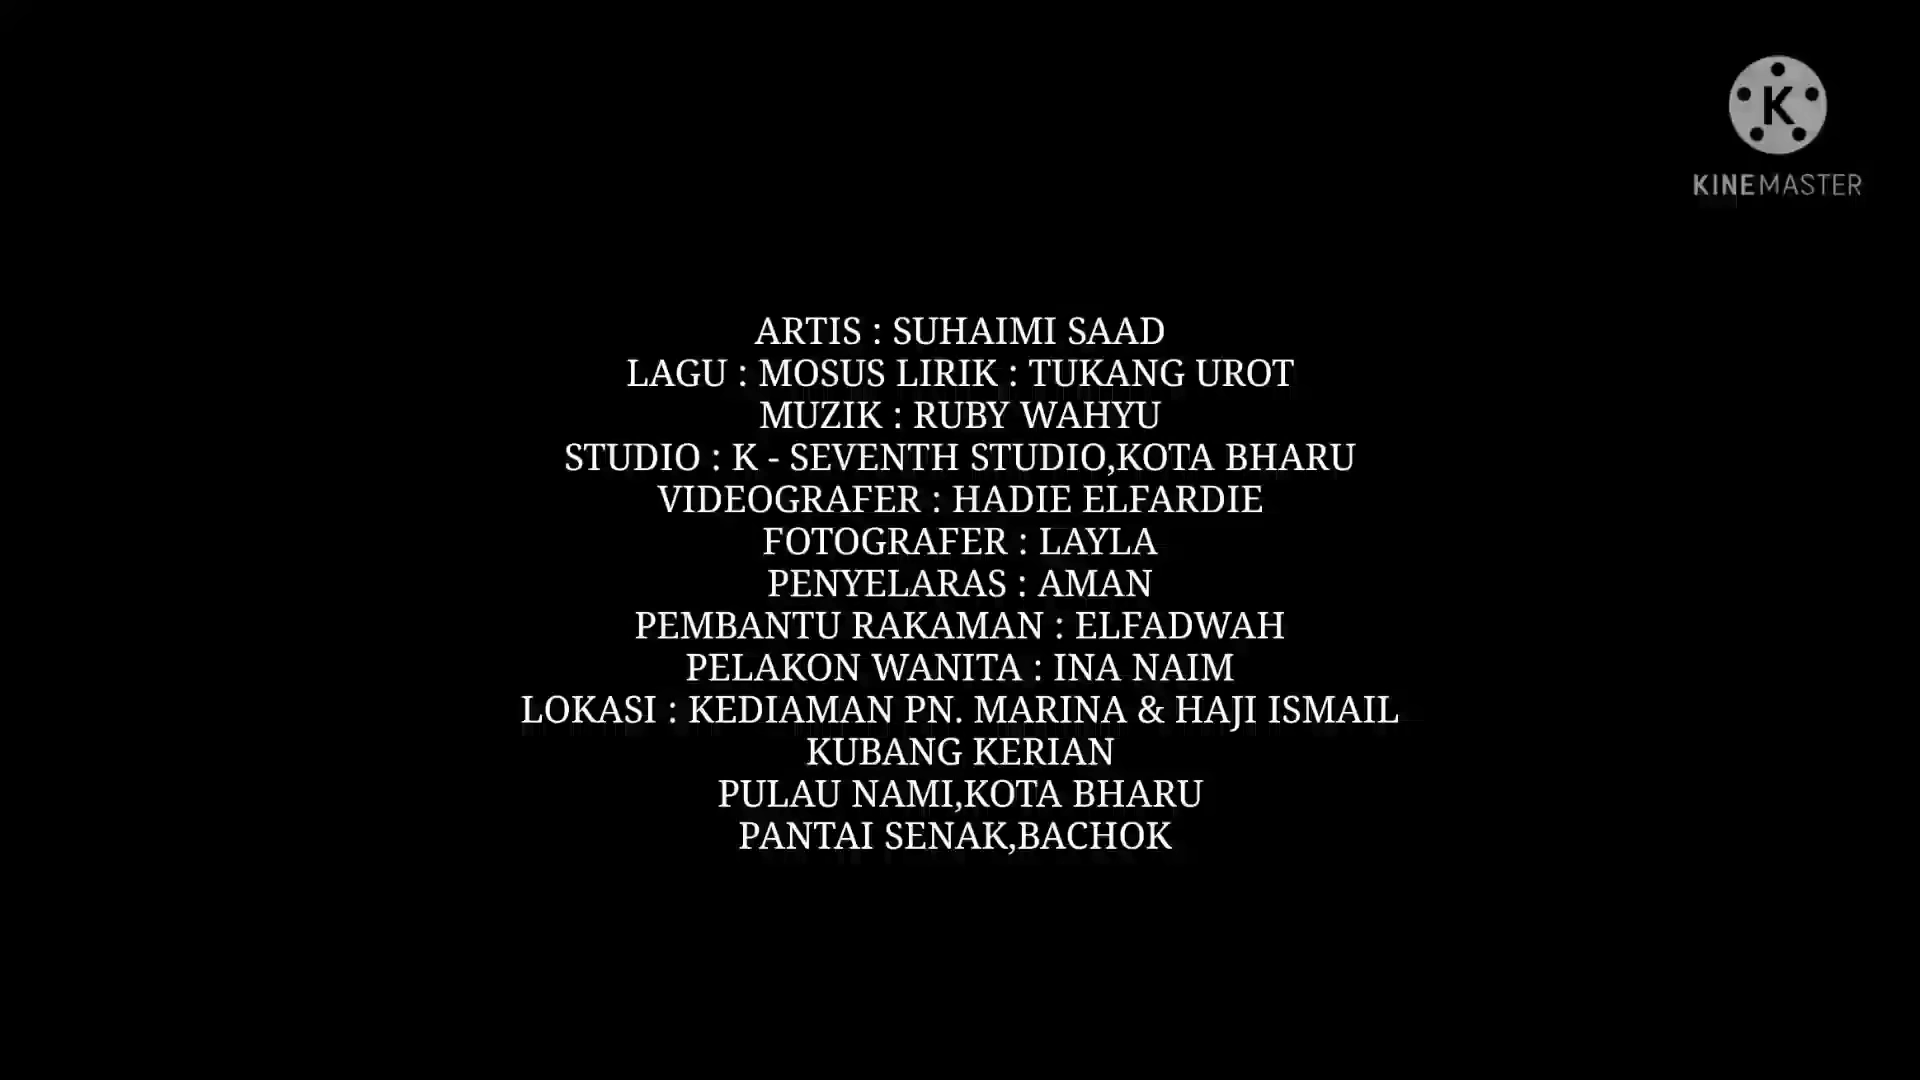 KINEMASTER
ARTIS : SUHAIMI SAAD
LAGU : MOSUS LIRIK : TUKANG UROT
MUZIK : RUBY WAHYU
STUDIO : K - SEVENTH STUDIO,KOTA BHARU
VIDEOGRAFER : HADIE ELFARDIE
FOTOGRAFER : LAYLA
PENYELARAS : AMAN
PEMBANTU RAKAMAN : ELFADWAH
PELAKON WANITA : INA NAIM
LOKASI : KEDIAMAN PN. MARINA & HAJI ISMAIL
KUBANG KERIAN
PULAU NAMI,KOTA BHARU
PANTAI SENAK,BACHOK